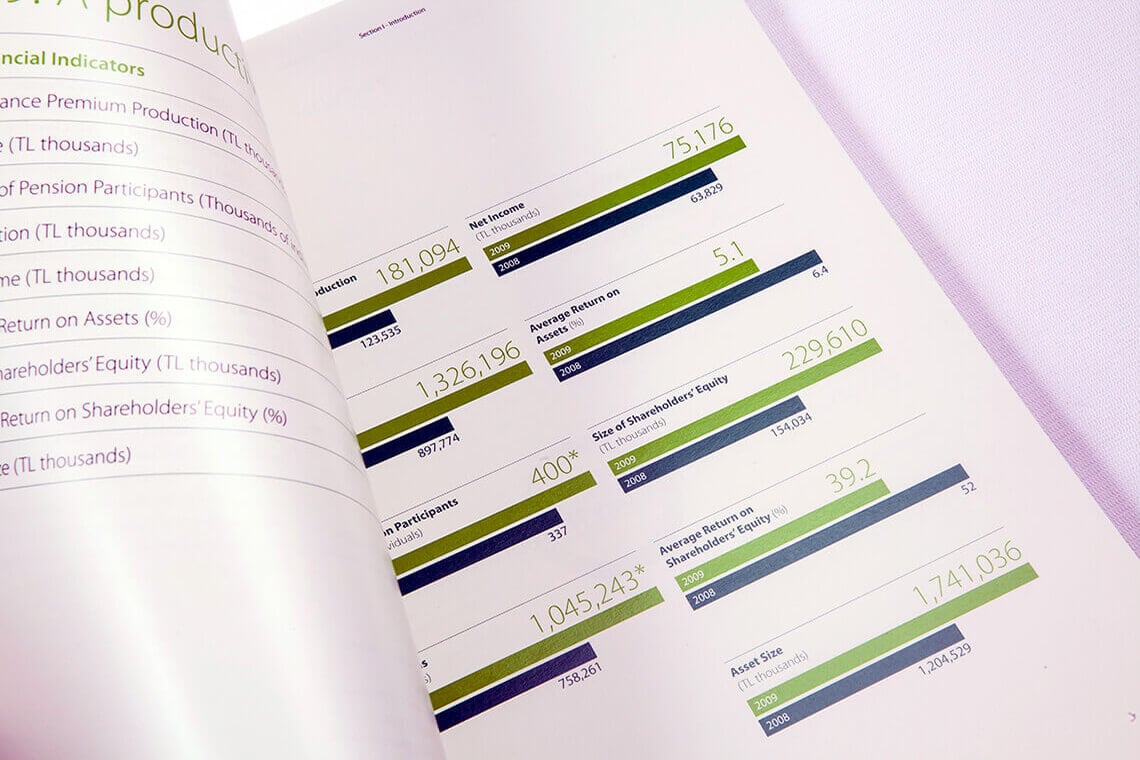 A producti
ncial Indicators
ance Premium Production (TL thou
(TL thousands)
of Pension Participants (Thousands of
tion (TL thousands)
me (TL thousands)
Return on Assets (%)
hareholders' Equity (TL thousands)
Return on Shareholders' Equity (%)
ze (TL thousands)
Section I - Introduction
oduction
181,094
123,535
1,326,196
897,774
n Participants
viduals)
400*
337
s
)
1,045,243*
758,261
Net Income
(TL thousands)
75,176
2009
2008
63,829
Average Return on
Assets (%)
5.1
2009
2008
6.4
Size of Shareholders' Equity
(TL thousands)
229,610
2009
2008
154,034
Average Return on
Shareholders' Equity (%)
39.2
2009
2008
52
Asset Size
(TL thousands)
1,741,036
2009
2008
1,204,529